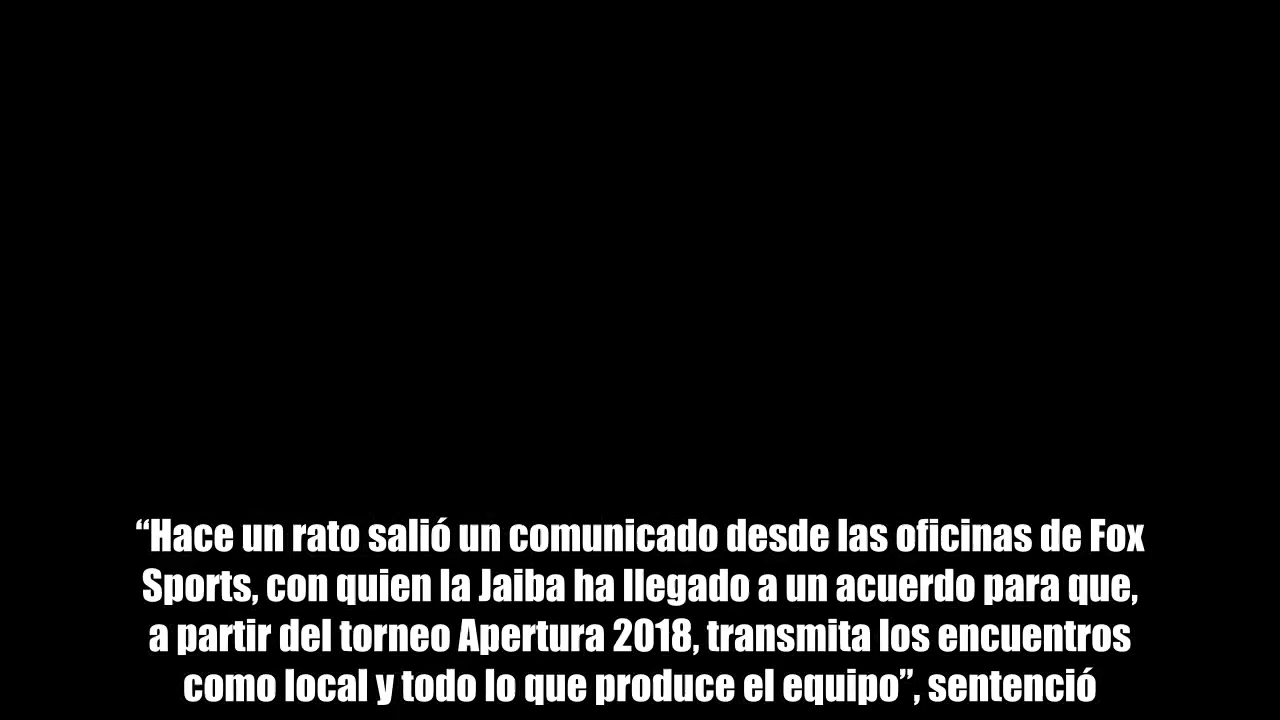 “Hace un rato salió un comunicado desde las oficinas de Fox
Sports, con quien la Jaiba ha llegado a un acuerdo para que,
a partir del torneo Apertura 2018, transmita los encuentros
como local y todo lo que produce el equipo”, sentenció